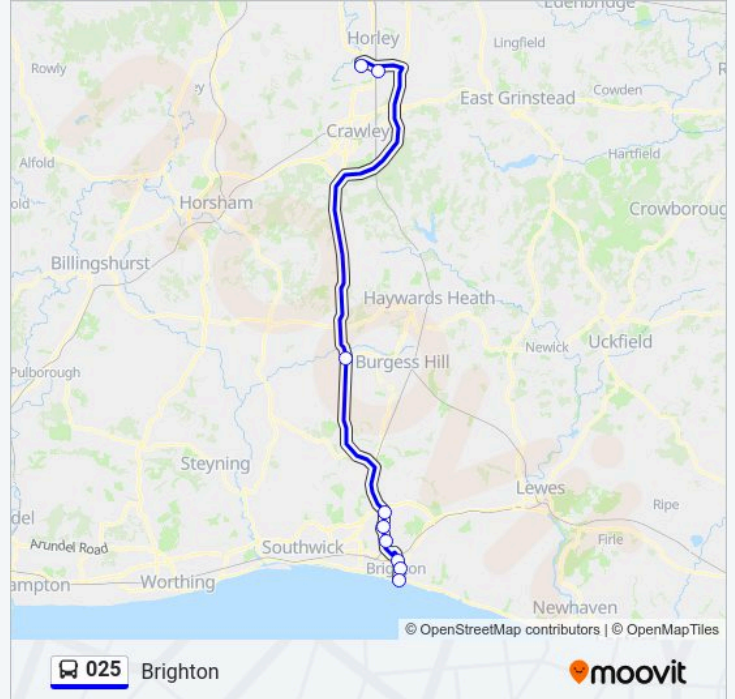 Edenbridge
Horley
Lingfield
Rowly
ey
R
Cowden
East Grinstead
Crawley
Alfold
Hartfield
old
Horsham
Crowboroug
Billingshurst
Haywards Heath
Uckfield
Newick
Burgess Hill
Pulborough
Steyning
Lewes
Ripe
del
Arundel Road
Firle
Southwick
Brighton
ampton
Worthing
Newhaven
© OpenStreetMap contributors | © OpenMapTiles
025 Brighton
moovit